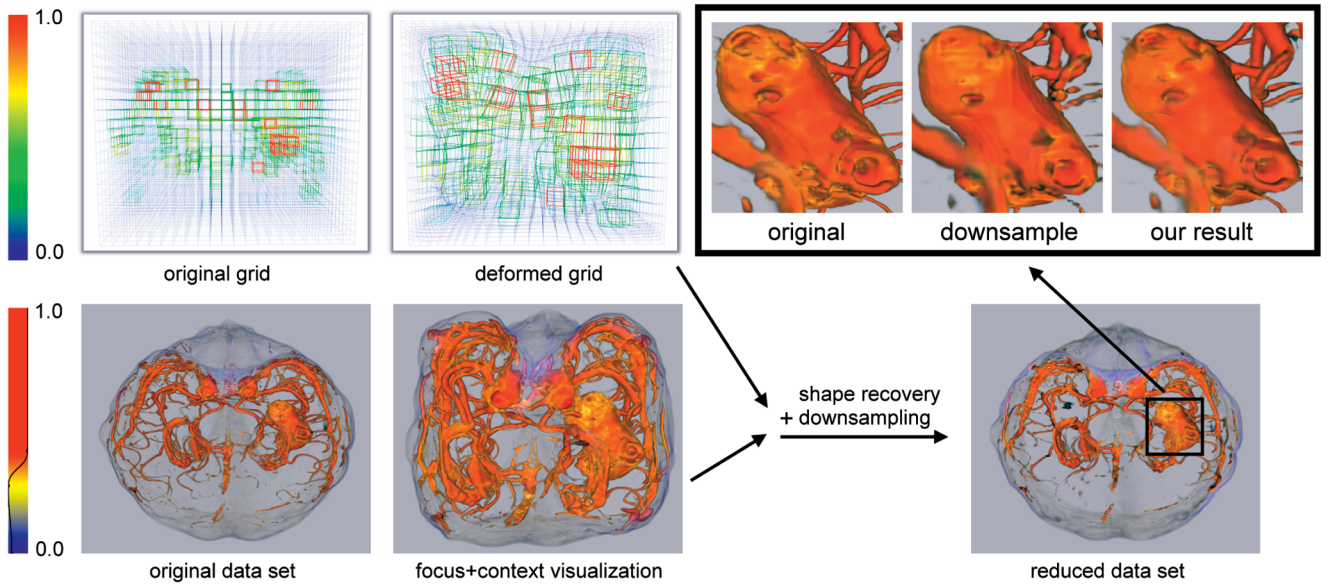 1.0
0.0
original grid
deformed grid
original
downsample
our result
1.0
0.0
original data set
focus+context visualization
shape recovery
+ downsampling
reduced data set